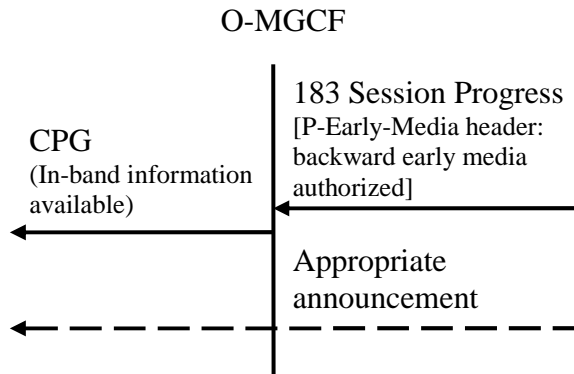 O-MGCF
183 Session Progress
[P-Early-Media header:
backward early media
authorized]
CPG
(In-band information
available)
Appropriate
announcement